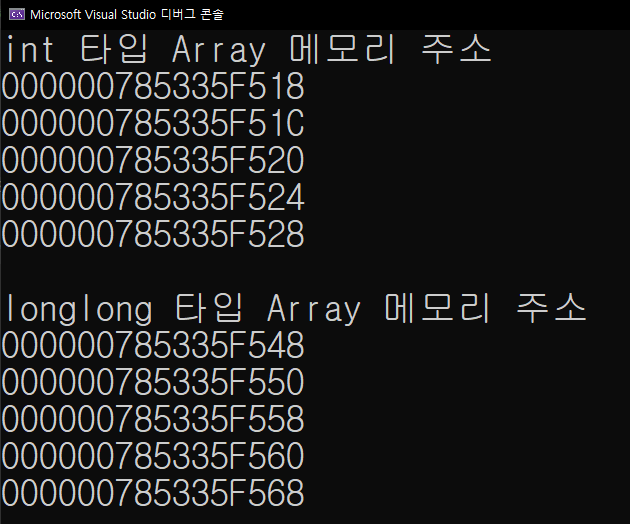 Microsoft Visual Studio 디버그 콘솔
int 타입 Array 메모리 주소
000000785335F518
000000785335F51C
000000785335F520
000000785335F524
000000785335F528
longlong 타입 Array 메모리 주소
000000785335F548
000000785335F550
000000785335F558
000000785335F560
000000785335F568